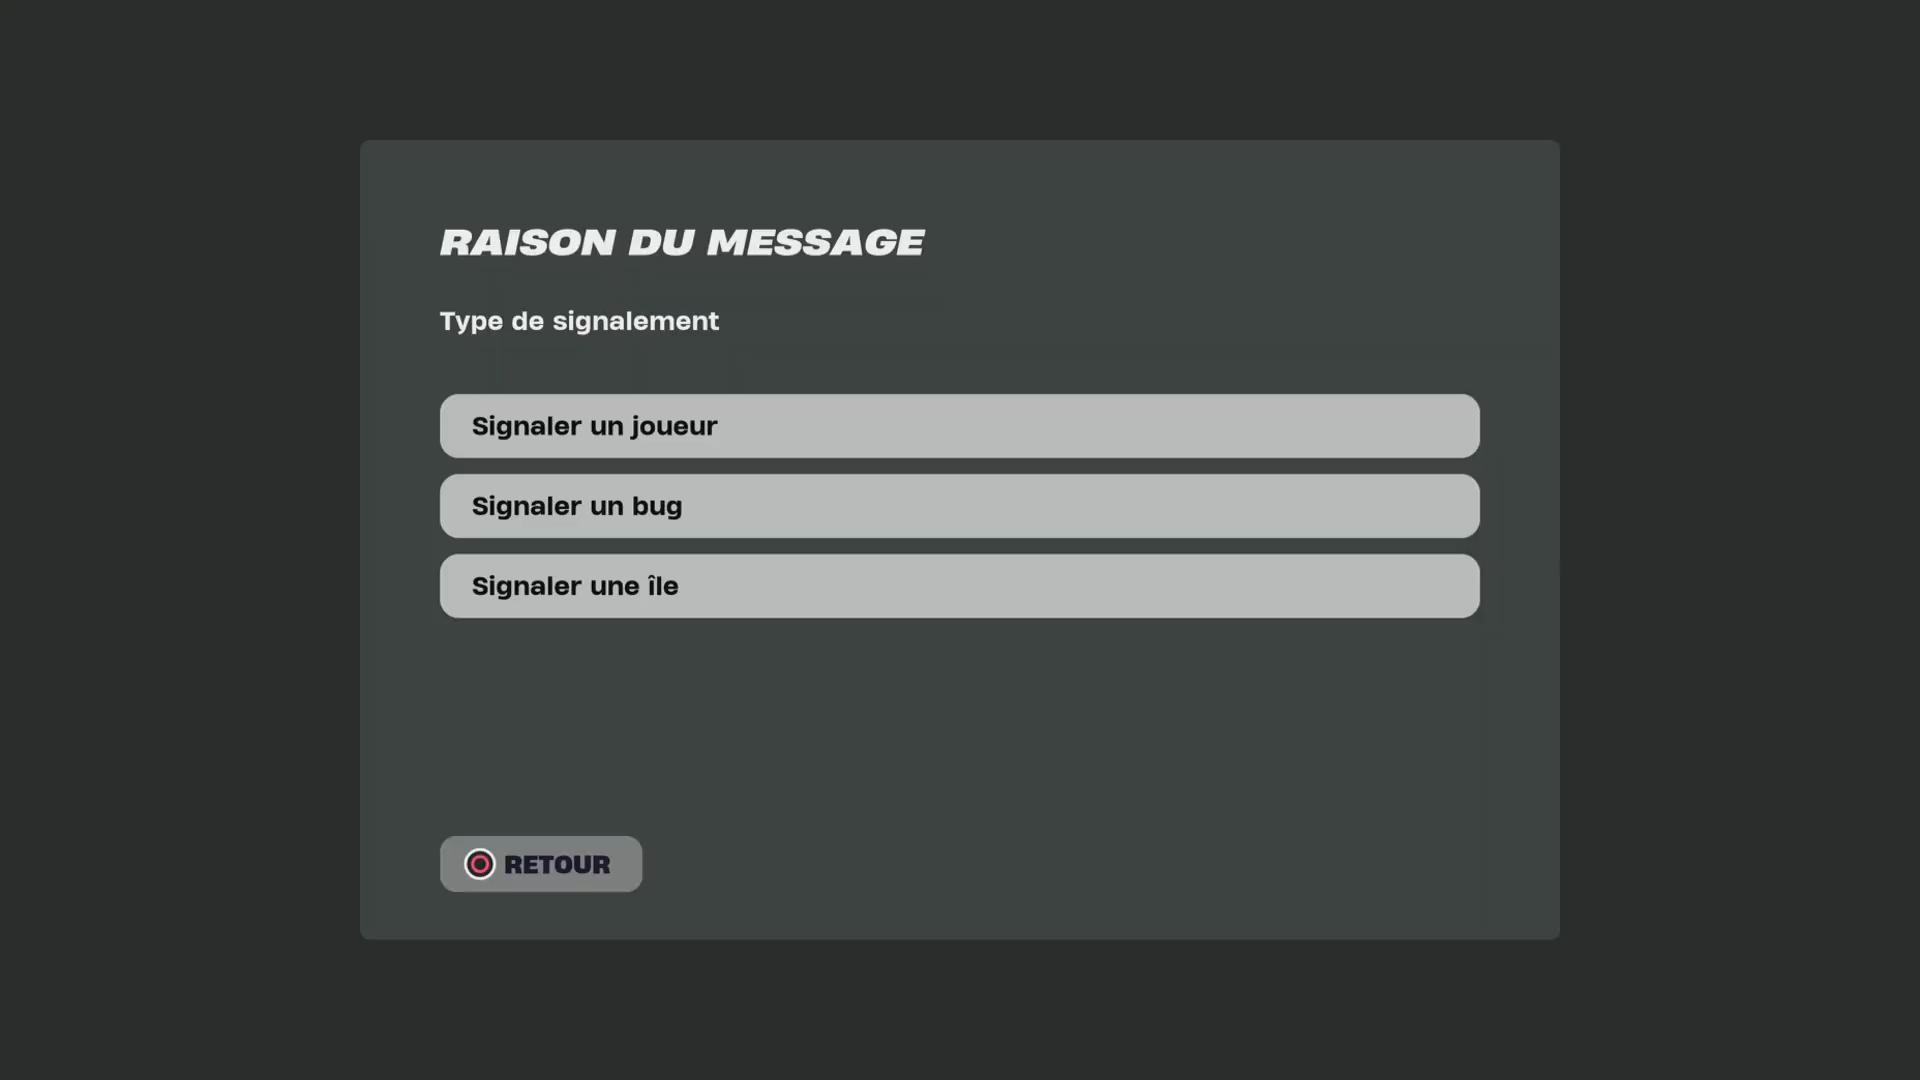 RAISON DU MESSAGE
Type de signalement
Signaler un joueur
Signaler un bug
Signaler une île
RETOUR